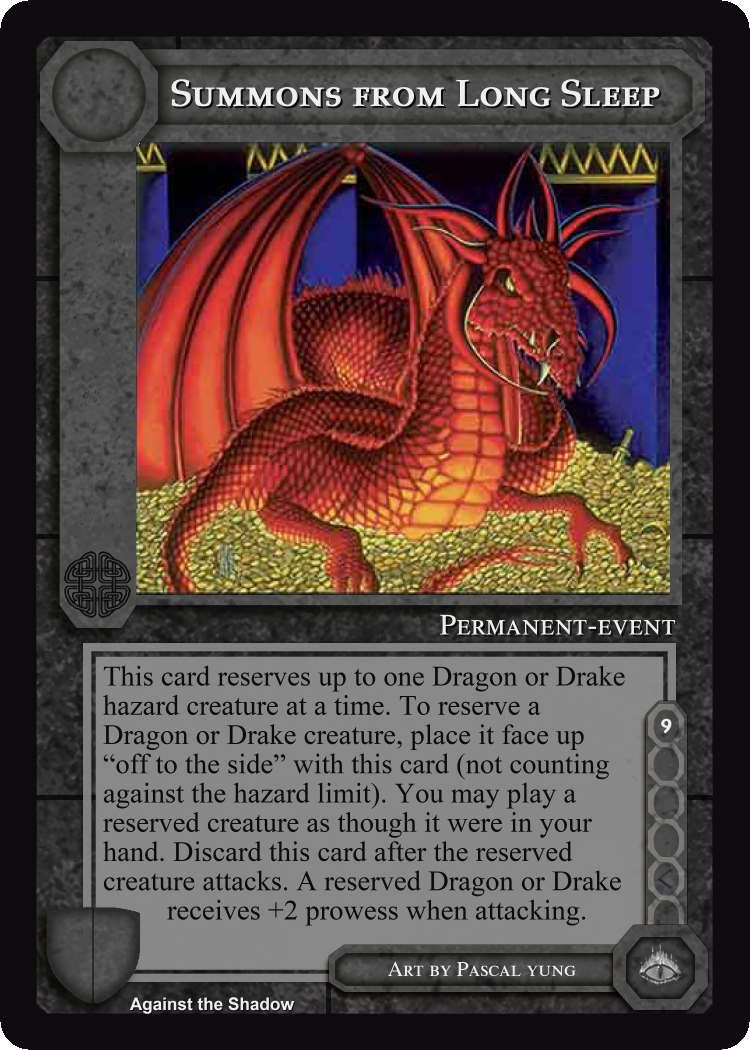 Summons from Long Sleep
Permanent-event
This card reserves up to one Dragon or Drake
hazard creature at a time. To reserve a
Dragon or Drake creature, place it face up
“off to the side” with this card (not counting
against the hazard limit). You may play a
reserved creature as though it were in your
hand. Discard this card after the reserved
creature attacks. A reserved Dragon or Drake
receives +2 prowess when attacking.
9
Art by Pascal yung
Against the Shadow